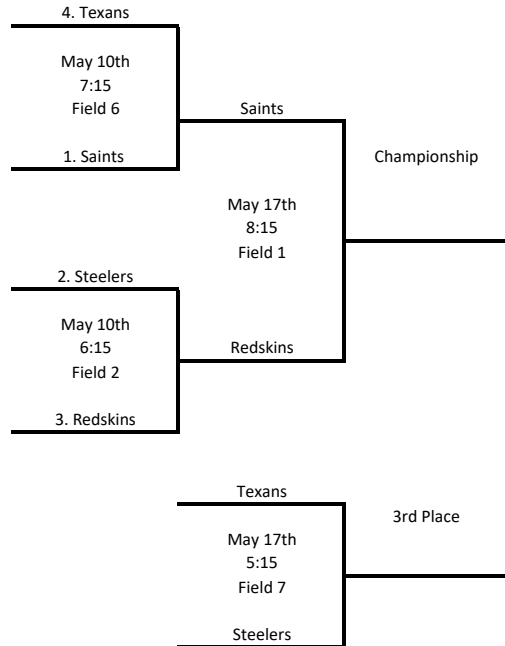 4. Texans
May 10th
7:15
Field 6
Saints
1. Saints
Championship
May 17th
8:15
Field 1
2. Steelers
May 10th
6:15
Field 2
Redskins
3. Redskins
Texans
3rd Place
May 17th
5:15
Field 7
Steelers